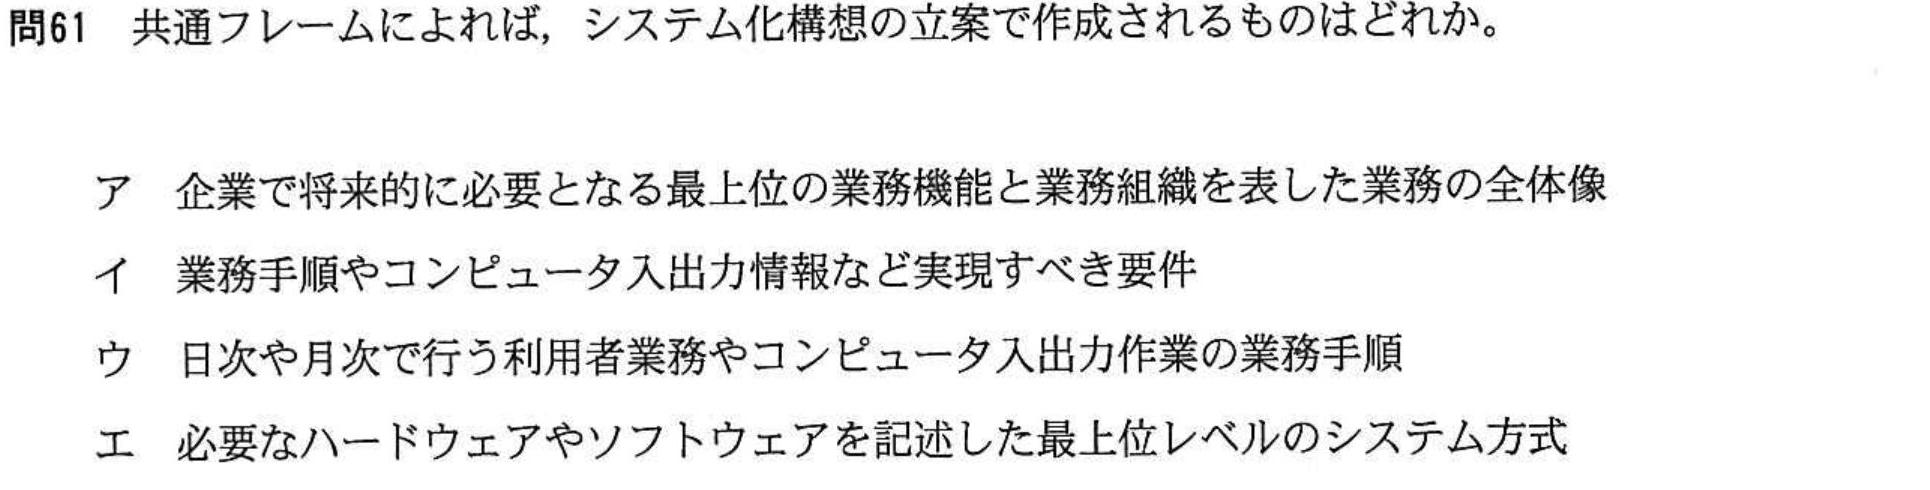 問61 共通フレームによれば，システム化構想の立案で作成されるものはどれか。
ア 企業で将来的に必要となる最上位の業務機能と業務組織を表した業務の全体像
イ 業務手順やコンピュータ入出力情報など実現すべき要件
ウ 日次や月次で行う利用者業務やコンピュータ入出力作業の業務手順
エ 必要なハードウェアやソフトウェアを記述した最上位レベルのシステム方式